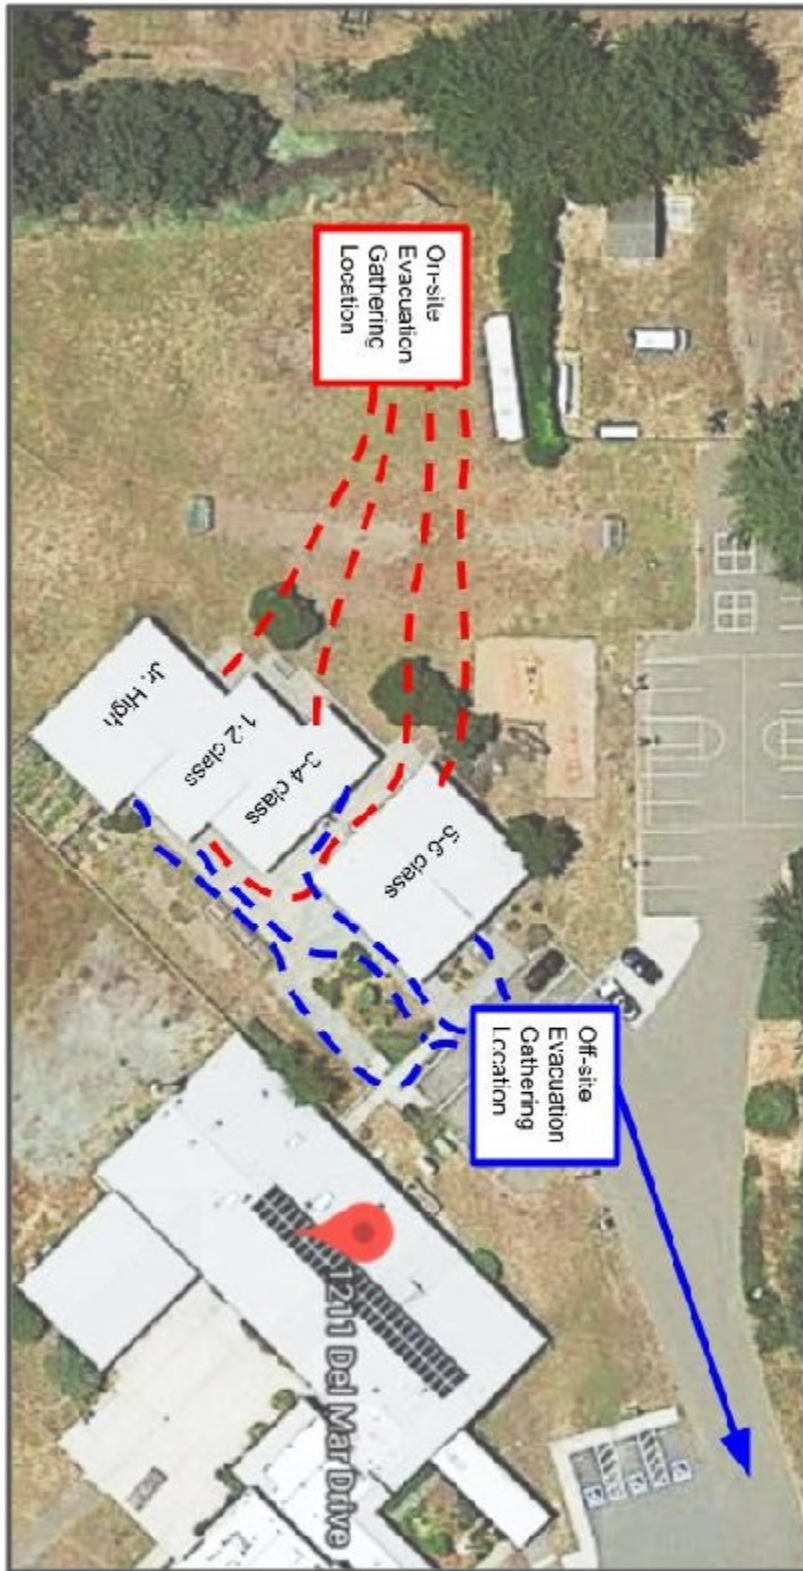 On-site
Evacuation
Gathering
Location
Jr. High
1-2 class
3-4 class
5-6 class
Off-site
Evacuation
Gathering
Location
1211 Del Mar Drive